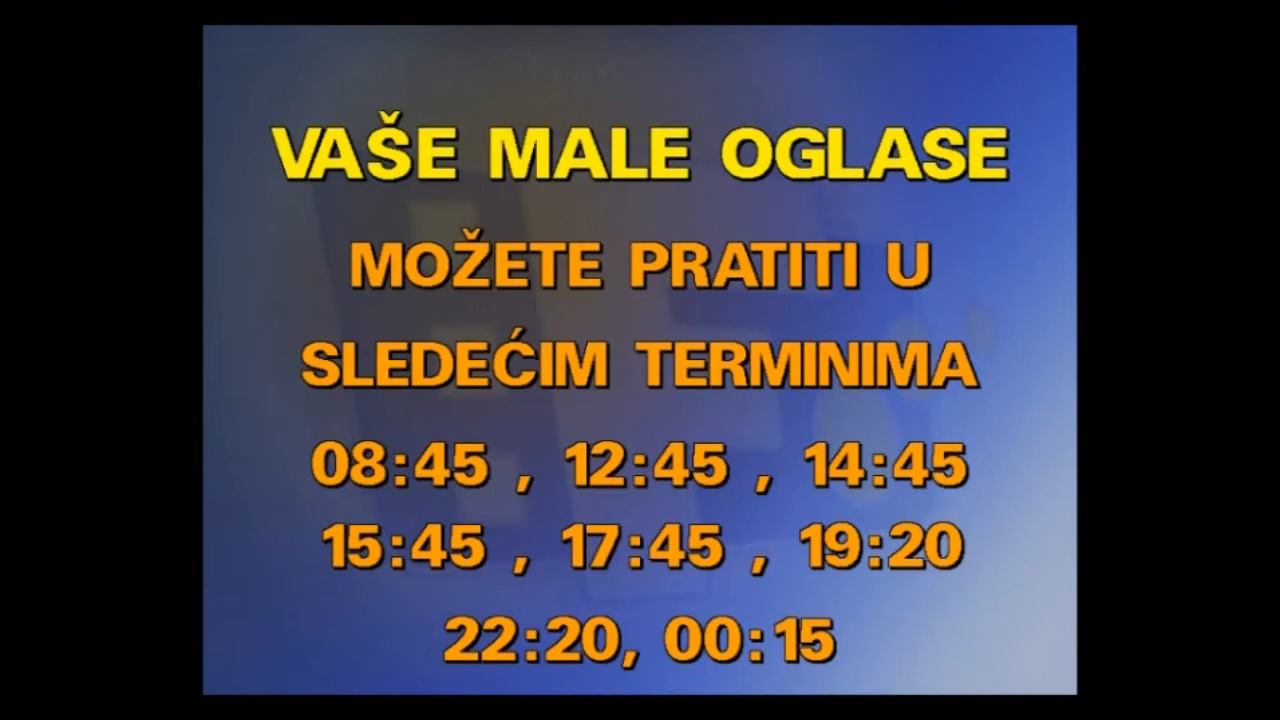 VAŠE MALE OGLASE
MOŽETE PRATITI U
SLEDEĆIM TERMINIMA
08:45 , 12:45 , 14:45
15:45 , 17:45 , 19:20
22:20, 00:15